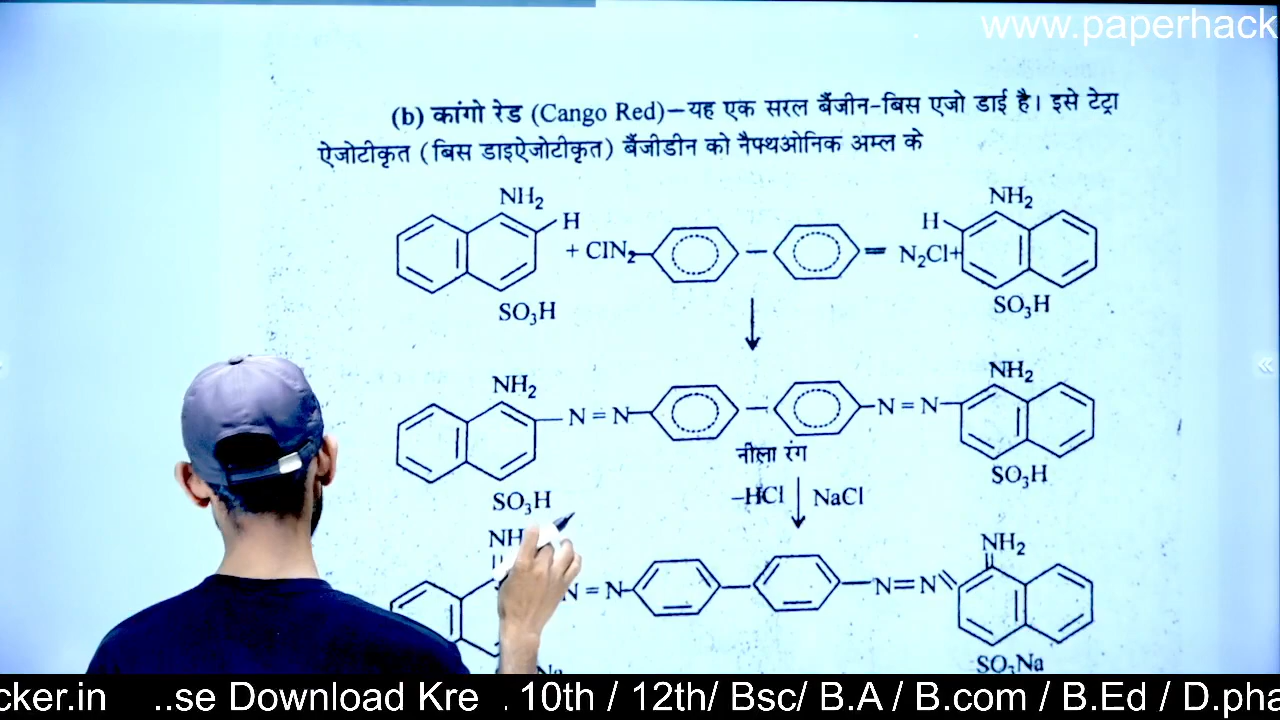 www.paperhack
(b) कांगो रेड (Cango Red)–यह एक सरल बैंजीन-बिस एजो डाई है। इसे टेट्रा
ऐजोटीकृत (बिस डाइऐजोटीकृत) बैंजीडीन को नैफ्थओनिक अम्ल के
NH2 NH2
H H
+ ClN2 = N2Cl+
SO3H SO3H
NH2 NH2
N = N N = N
नीला रंग
SO3H SO3H
–HCl NaCl
NH NH2
N = N N = N
Na SO3Na
cker.in ..se Download Kre . 10th / 12th/ Bsc/ B.A / B.com / B.Ed / D.pha